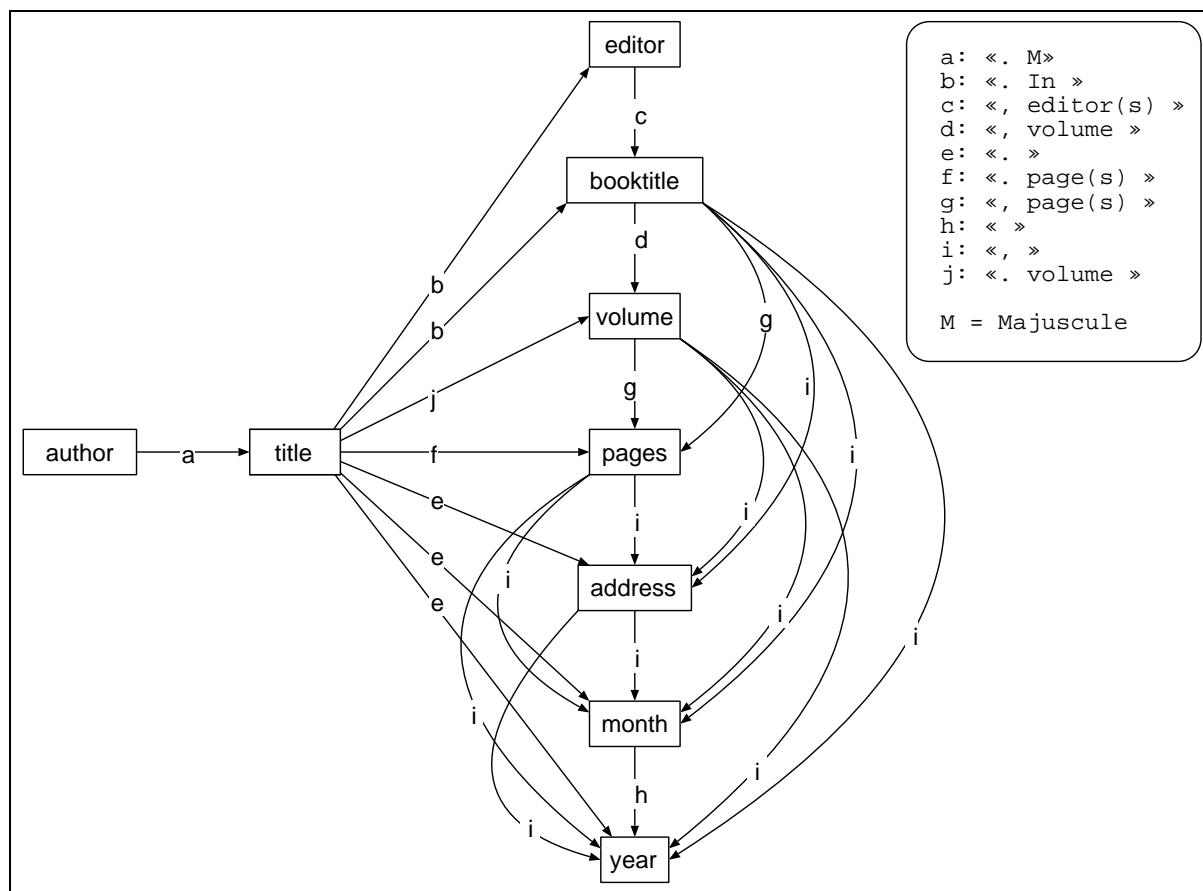 editor
a: «. M»
b: «. In »
c: «, editor(s) »
d: «, volume »
e: «. »
f: «. page(s) »
g: «, page(s) »
h: « »
i: «, »
j: «. volume »
M = Majuscule
c
booktitle
d
b
b
volume
g
j
g
i
author
a
title
f
pages
i
e
i
i
e
i
address
e
i
i
i
month
i
i
h
i
year